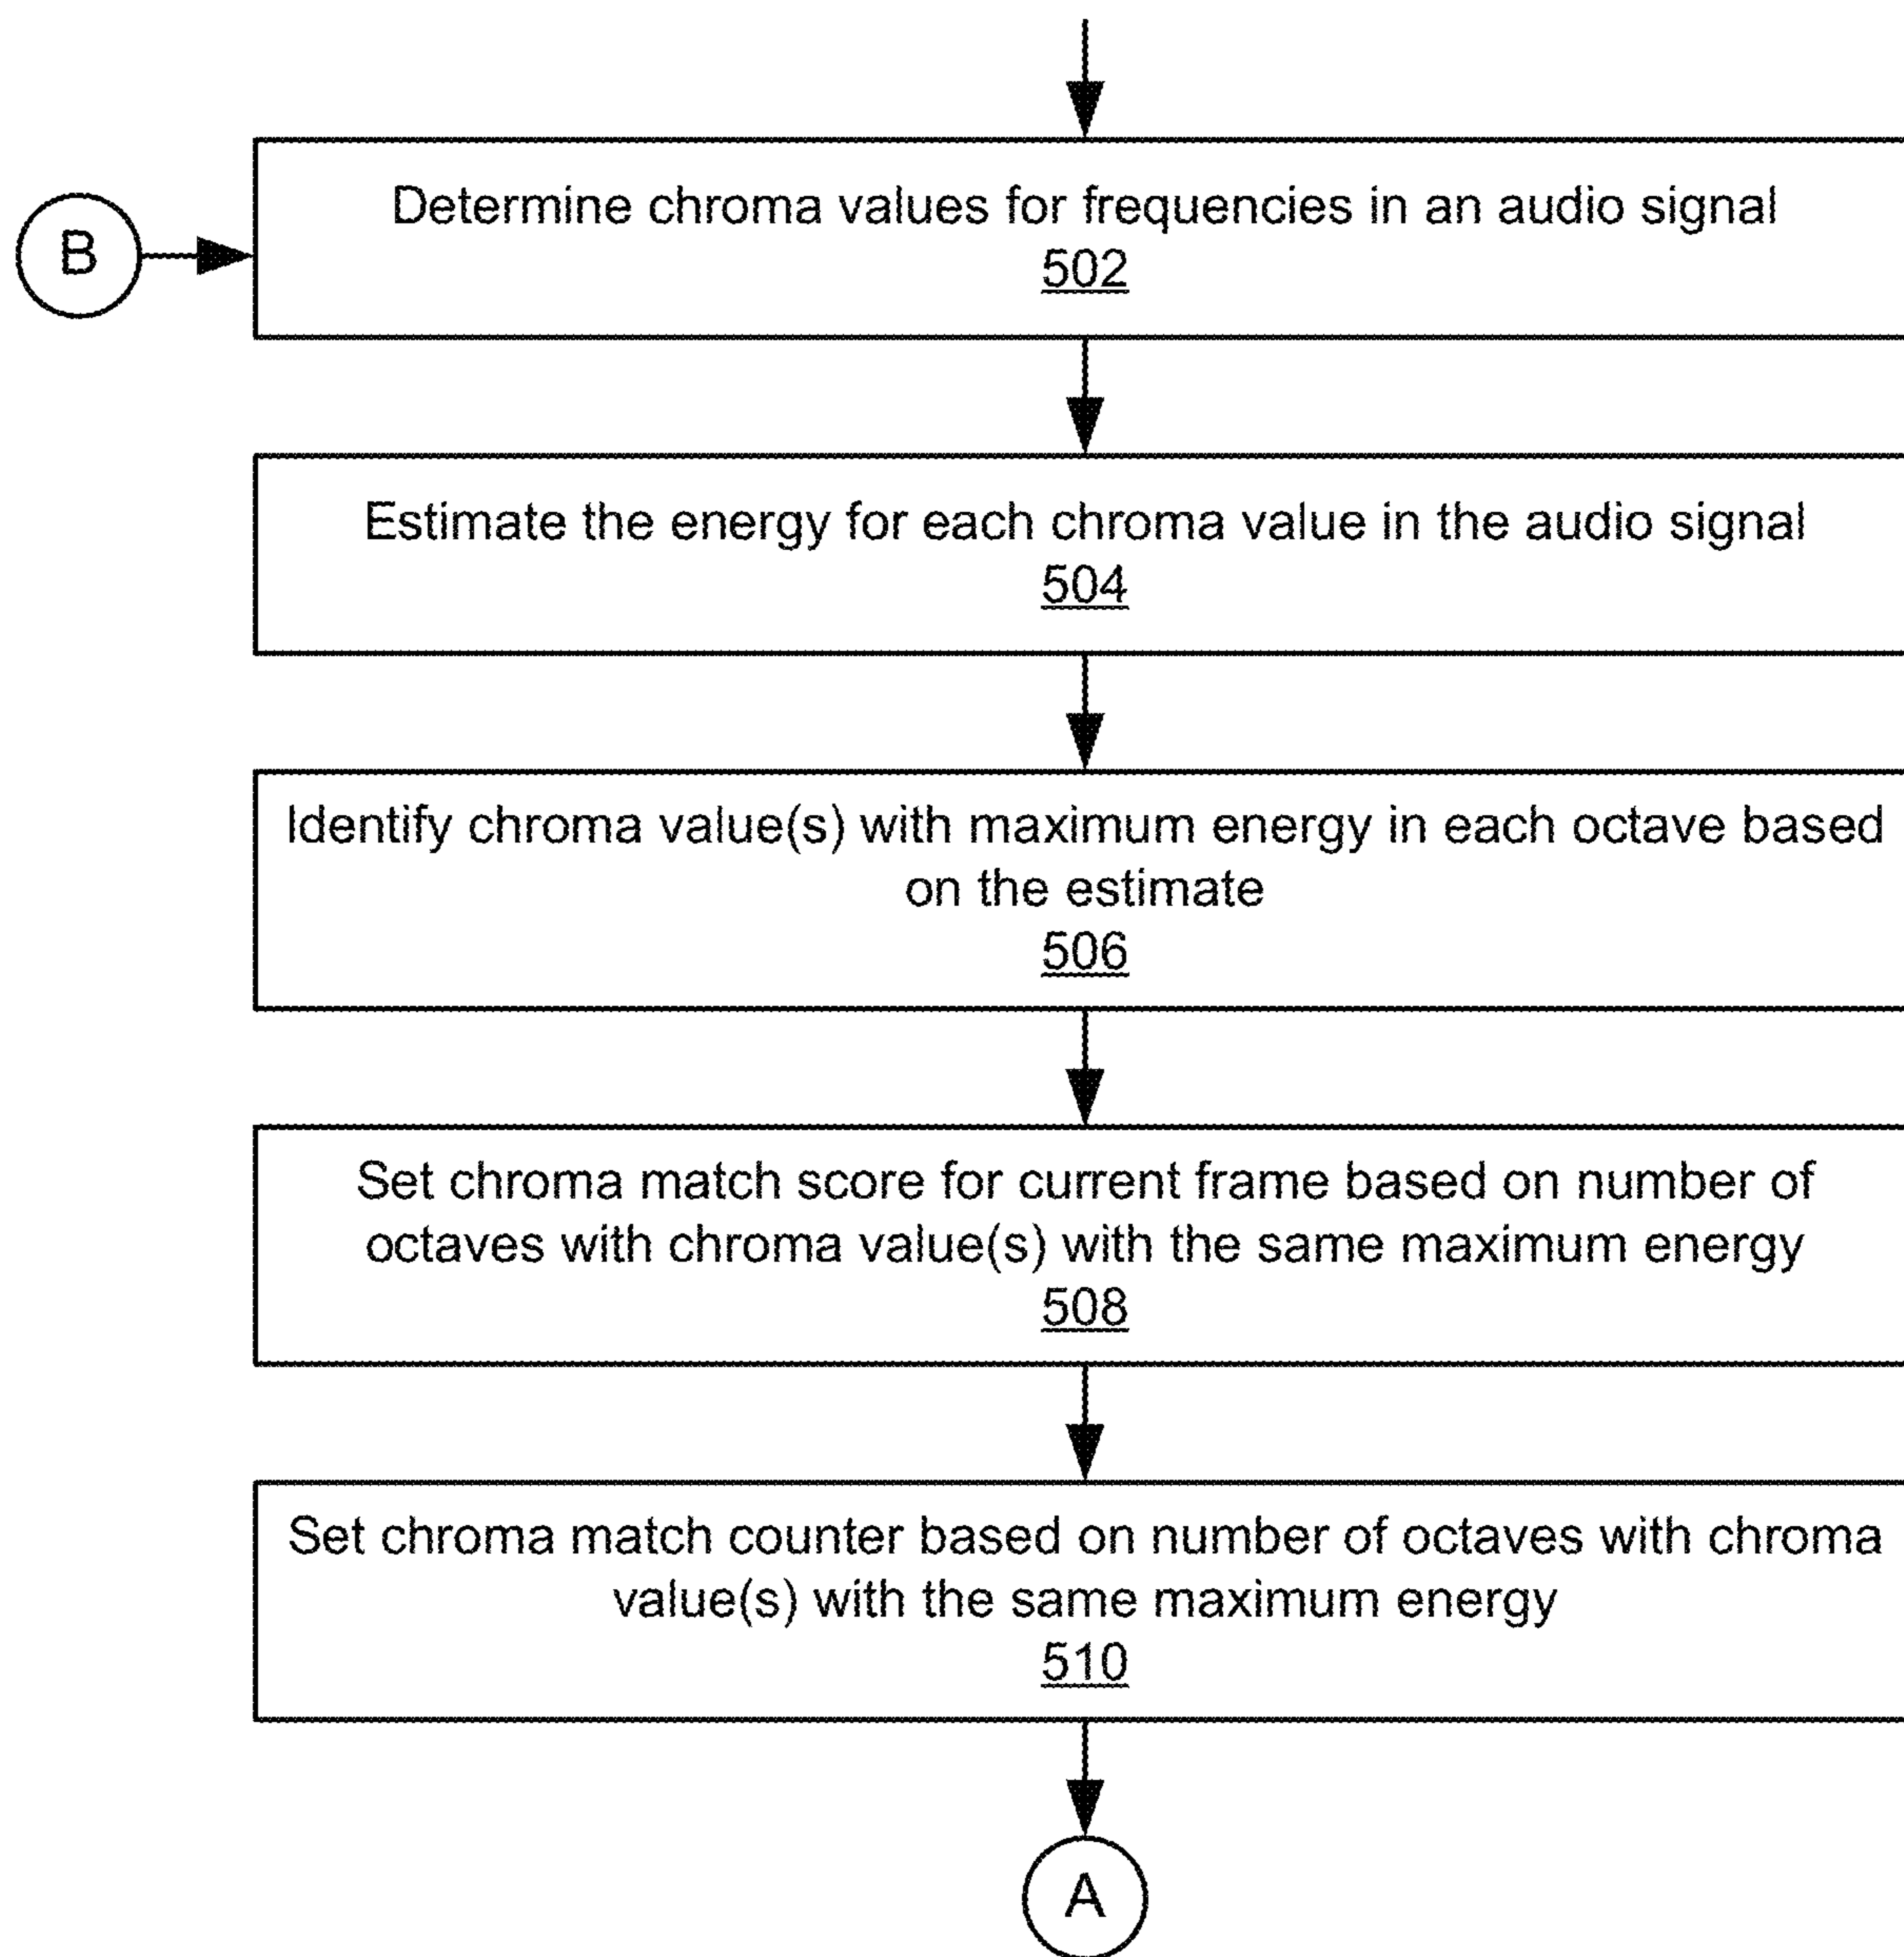 Determine chroma values for frequencies in an audio signal
502
B
Estimate the energy for each chroma value in the audio signal
504
Identify chroma value(s) with maximum energy in each octave based
on the estimate
506
Set chroma match score for current frame based on number of
octaves with chroma value(s) with the same maximum energy
508
Set chroma match counter based on number of octaves with chroma
value(s) with the same maximum energy
510
A